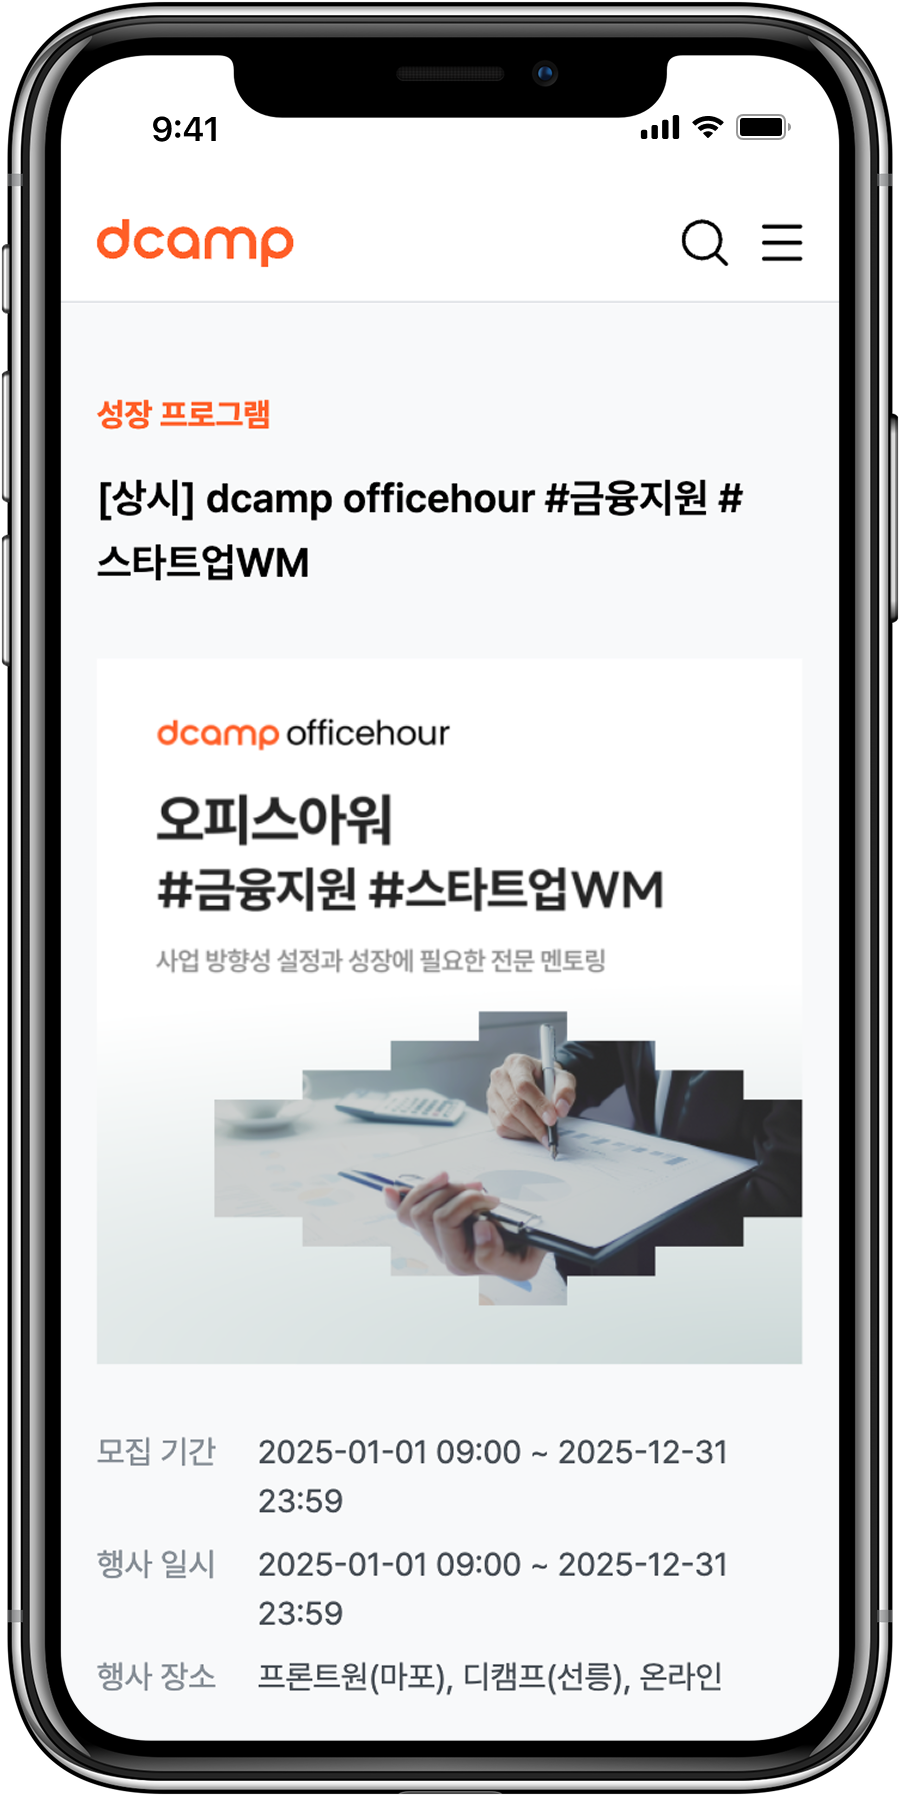 9:41
dcamp
성장 프로그램
[상시] dcamp officehour #금융지원 #
스타트업WM
dcamp officehour
오피스아워
#금융지원 #스타트업WM
사업 방향성 설정과 성장에 필요한 전문 멘토링
모집 기간 2025-01-01 09:00 ~ 2025-12-31
23:59
행사 일시 2025-01-01 09:00 ~ 2025-12-31
23:59
행사 장소 프론트원(마포), 디캠프(선릉), 온라인